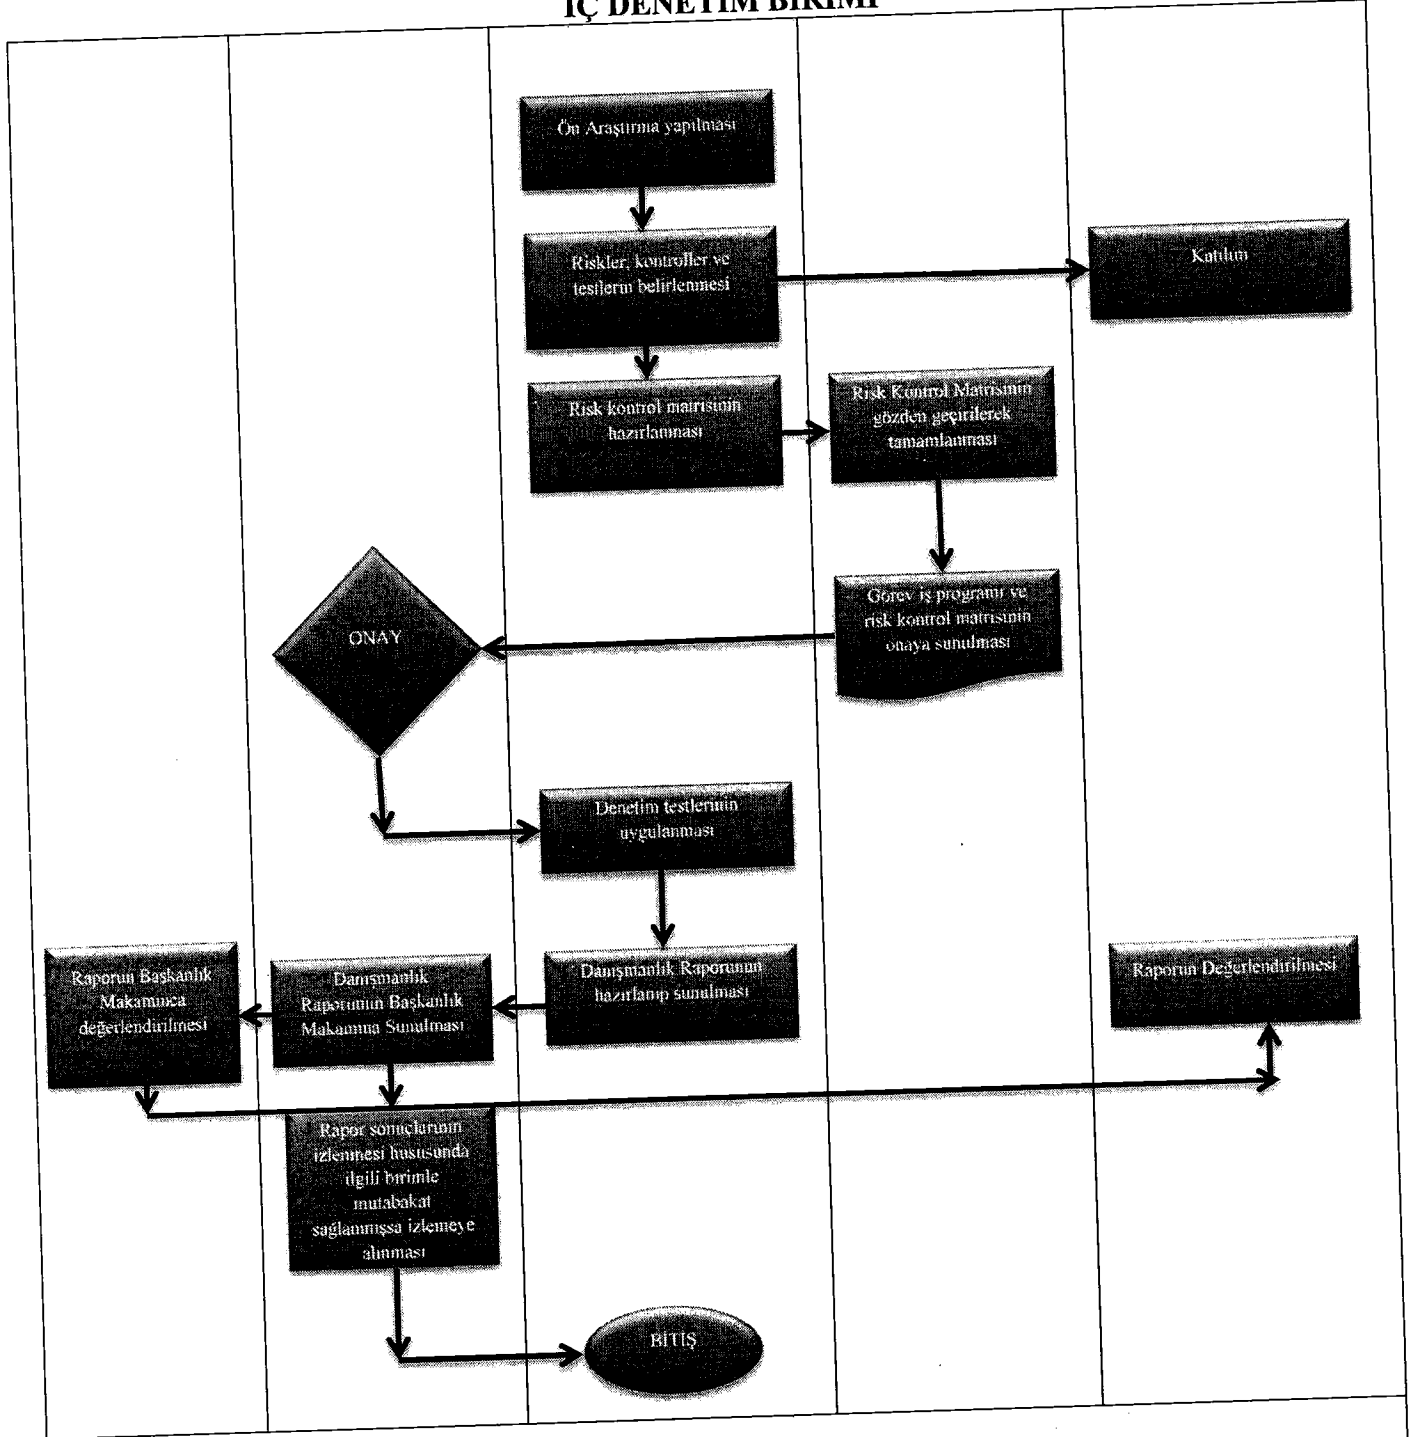 İÇ DENETİM BİRİMİ
Ön Araştırma yapılması
Riskler, kontroller ve
testlerin belirlenmesi
Katılım
Risk kontrol matrisinin
hazırlanması
Risk Kontrol Matrisinin
gözden geçirilerek
tamamlanması
Görev iş programı ve
risk kontrol matrisinin
onaya sunulması
ONAY
Denetim testlerinin
uygulanması
Danışmanlık Raporunun
hazırlanıp sunulması
Danışmanlık
Raporunun Başkanlık
Makamına Sunulması
Raporun Başkanlık
Makamınca
değerlendirilmesi
Raporun Değerlendirilmesi
Rapor sonuçlarının
izlenmesi hususunda
ilgili birimle
mutabakat
sağlanmışsa izlemeye
alınması
BİTİŞ